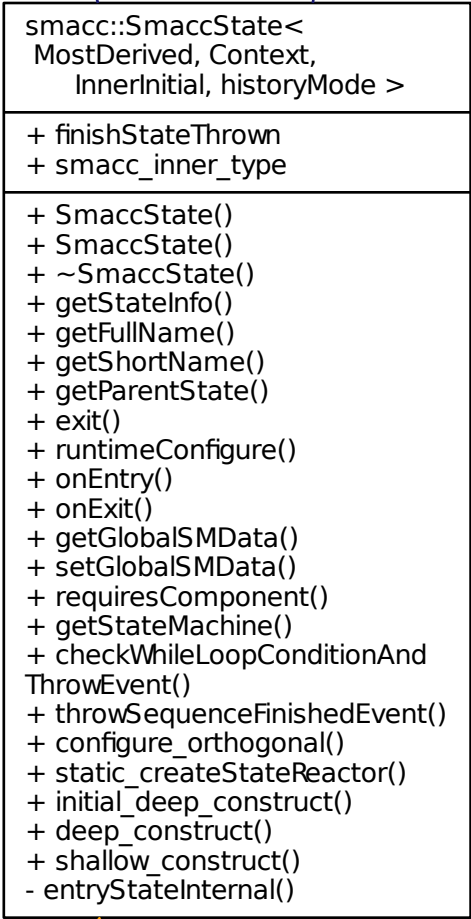 smacc::SmaccState<
MostDerived, Context,
InnerInitial, historyMode >
+ finishStateThrown
+ smacc_inner_type
+ SmaccState()
+ SmaccState()
+ ~SmaccState()
+ getStateInfo()
+ getFullName()
+ getShortName()
+ getParentState()
+ exit()
+ runtimeConfigure()
+ onEntry()
+ onExit()
+ getGlobalSMData()
+ setGlobalSMData()
+ requiresComponent()
+ getStateMachine()
+ checkWhileLoopConditionAnd
ThrowEvent()
+ throwSequenceFinishedEvent()
+ configure_orthogonal()
+ static_createStateReactor()
+ initial_deep_construct()
+ deep_construct()
+ shallow_construct()
- entryStateInternal()